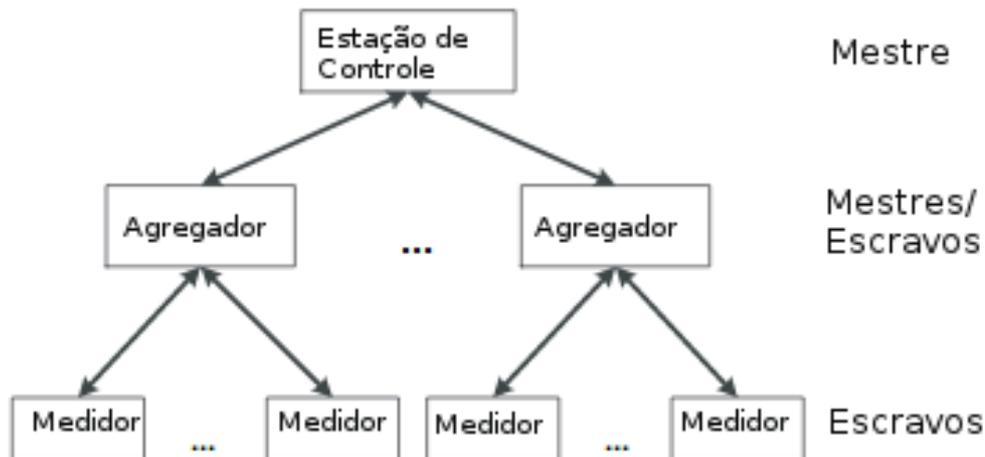 Estação de
Controle
Mestre
Agregador
...
Agregador
Mestres/
Escravos
Medidor
...
Medidor
Medidor
...
Medidor
Escravos